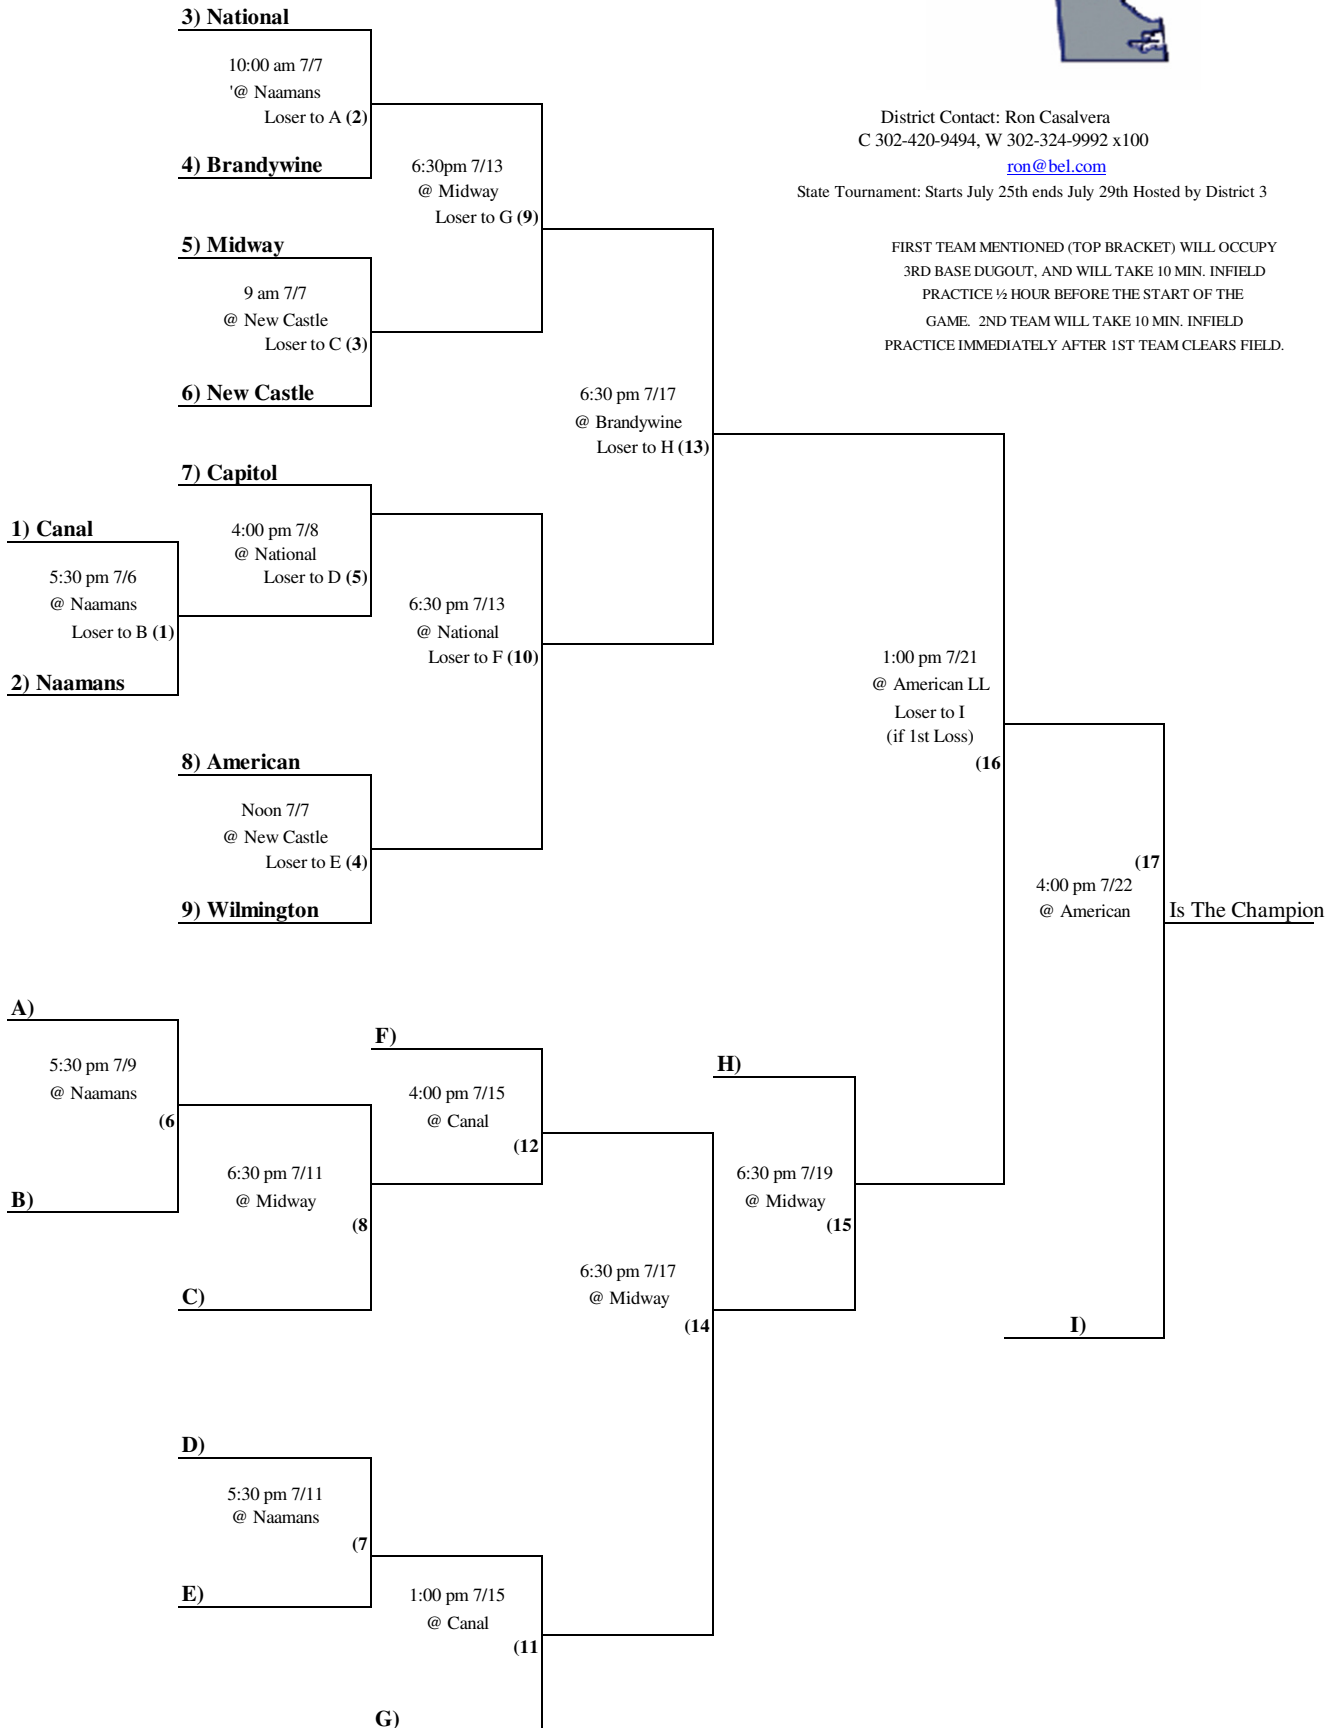 3) National
10:00 am 7/7
'@ Naamans
Loser to A (2)
4) Brandywine
6:30pm 7/13
@ Midway
Loser to G (9)
5) Midway
9 am 7/7
@ New Castle
Loser to C (3)
6) New Castle
District Contact: Ron Casalvera
C 302-420-9494, W 302-324-9992 x100
ron@bel.com
State Tournament: Starts July 25th ends July 29th Hosted by District 3
FIRST TEAM MENTIONED (TOP BRACKET) WILL OCCUPY
3RD BASE DUGOUT, AND WILL TAKE 10 MIN. INFIELD
PRACTICE ½ HOUR BEFORE THE START OF THE
GAME. 2ND TEAM WILL TAKE 10 MIN. INFIELD
PRACTICE IMMEDIATELY AFTER 1ST TEAM CLEARS FIELD.
6:30 pm 7/17
@ Brandywine
Loser to H (13)
7) Capitol
1) Canal
4:00 pm 7/8
@ National
Loser to D (5)
5:30 pm 7/6
@ Naamans
Loser to B (1)
2) Naamans
6:30 pm 7/13
@ National
Loser to F (10)
1:00 pm 7/21
@ American LL
Loser to I
(if 1st Loss)
(16
8) American
Noon 7/7
@ New Castle
Loser to E (4)
9) Wilmington
(17
4:00 pm 7/22
@ American
Is The Champion
A)
5:30 pm 7/9
@ Naamans
(6
B)
F)
4:00 pm 7/15
@ Canal
(12
H)
6:30 pm 7/11
@ Midway
(8
C)
6:30 pm 7/19
@ Midway
(15
6:30 pm 7/17
@ Midway
(14
I)
D)
5:30 pm 7/11
@ Naamans
(7
E)
1:00 pm 7/15
@ Canal
(11
G)